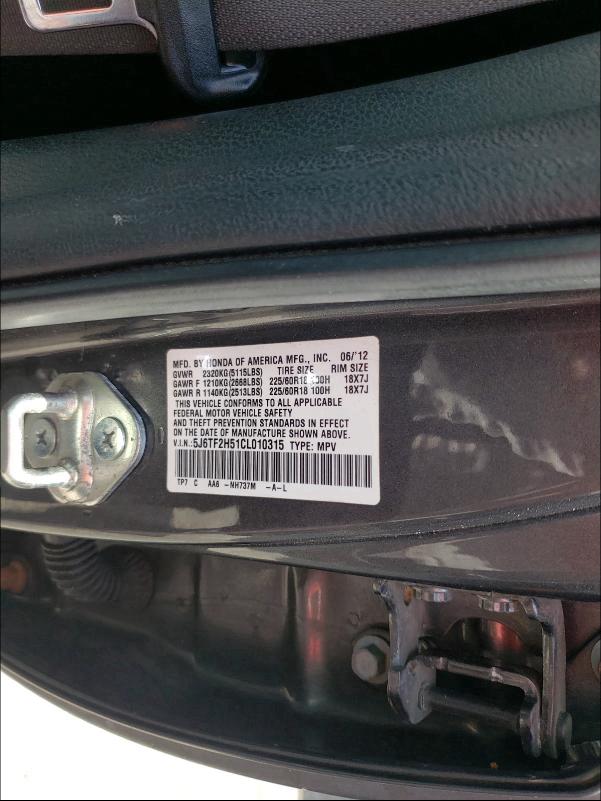 MFD. BY HONDA OF AMERICA MFG., INC. 06/'12
GVWR 2320KG(5115LBS) TIRE SIZE RIM SIZE
GAWR F 1210KG(2668LBS) 225/60R18 100H 18X7J
GAWR R 1140KG(2513LBS) 225/60R18 100H 18X7J
THIS VEHICLE CONFORMS TO ALL APPLICABLE
FEDERAL MOTOR VEHICLE SAFETY
AND THEFT PREVENTION STANDARDS IN EFFECT
ON THE DATE OF MANUFACTURE SHOWN ABOVE.
V.I.N.:5J6TF2H51CL010315 TYPE: MPV
TP7 C AA6 -NH737M -A-L